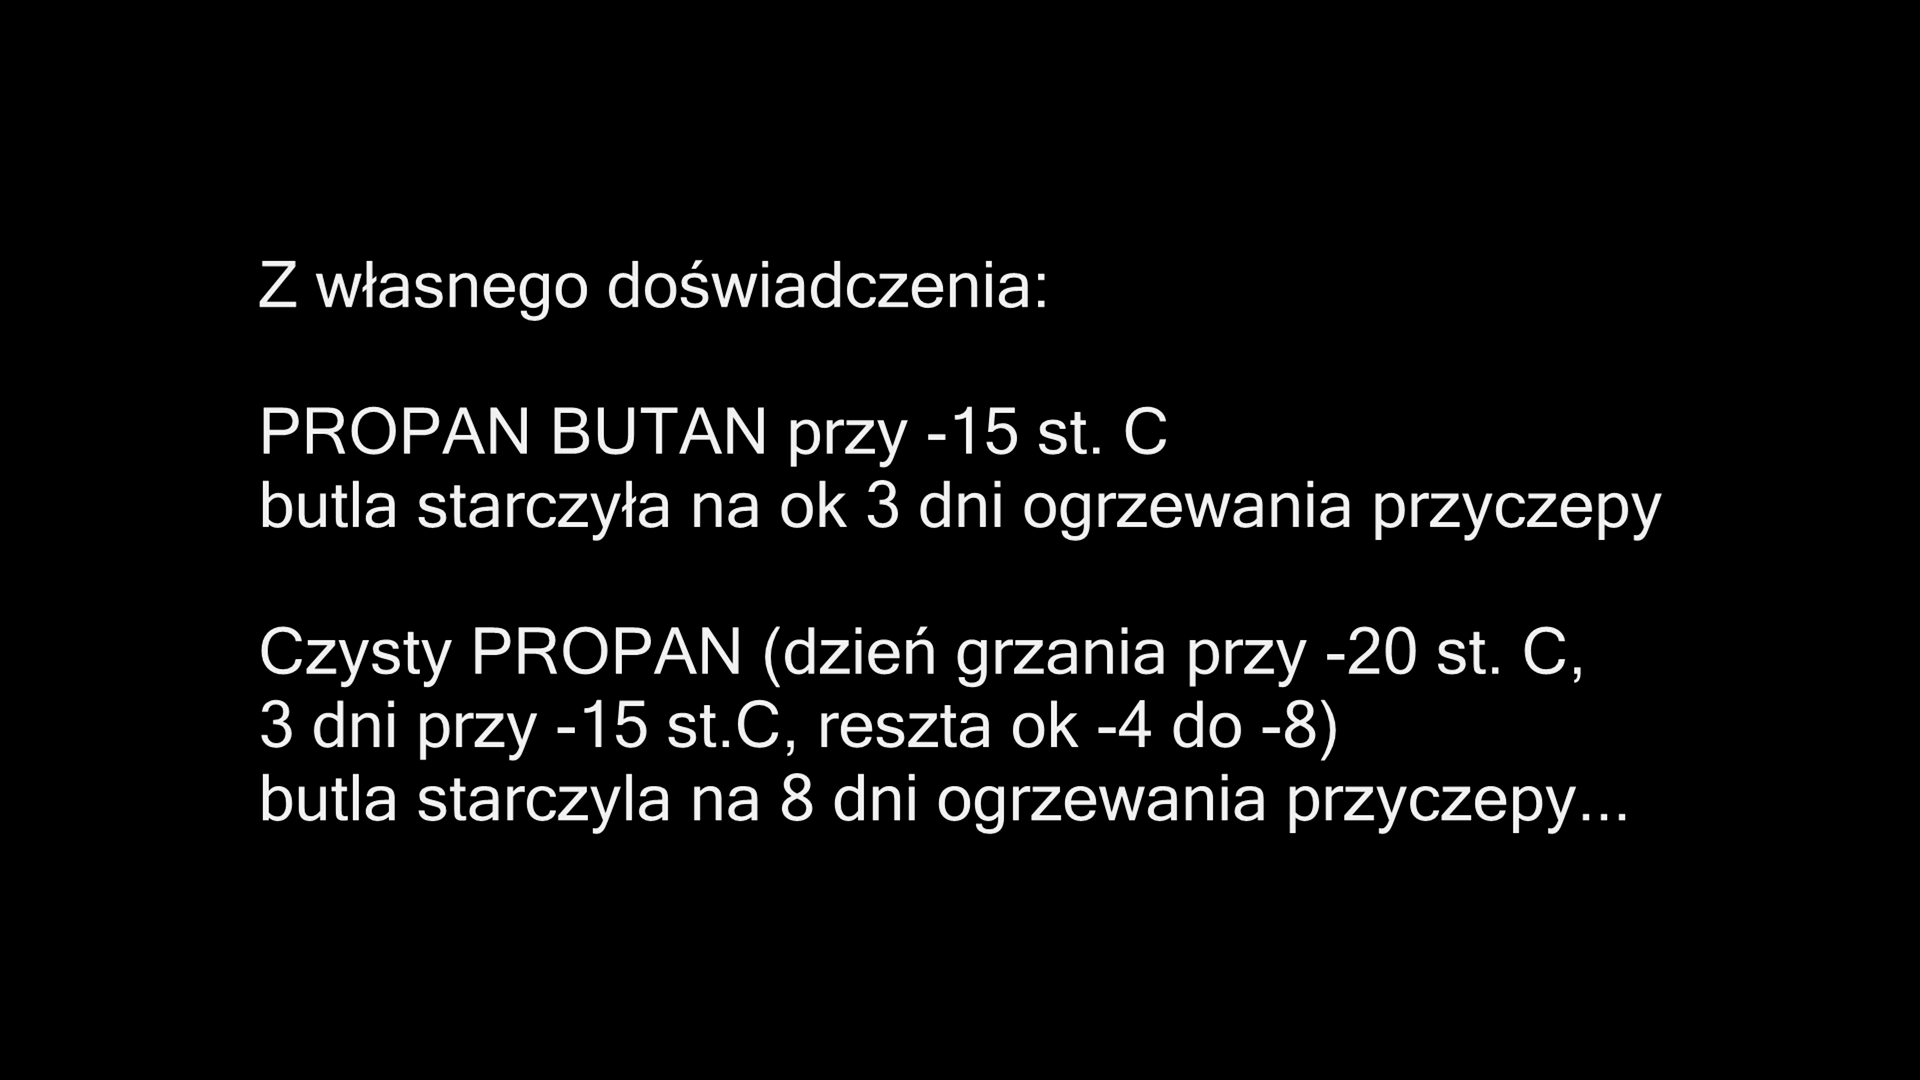 Z własnego doświadczenia:
PROPAN BUTAN przy -15 st. C
butla starczyła na ok 3 dni ogrzewania przyczepy
Czysty PROPAN (dzień grzania przy -20 st. C,
3 dni przy -15 st.C, reszta ok -4 do -8)
butla starczyla na 8 dni ogrzewania przyczepy...